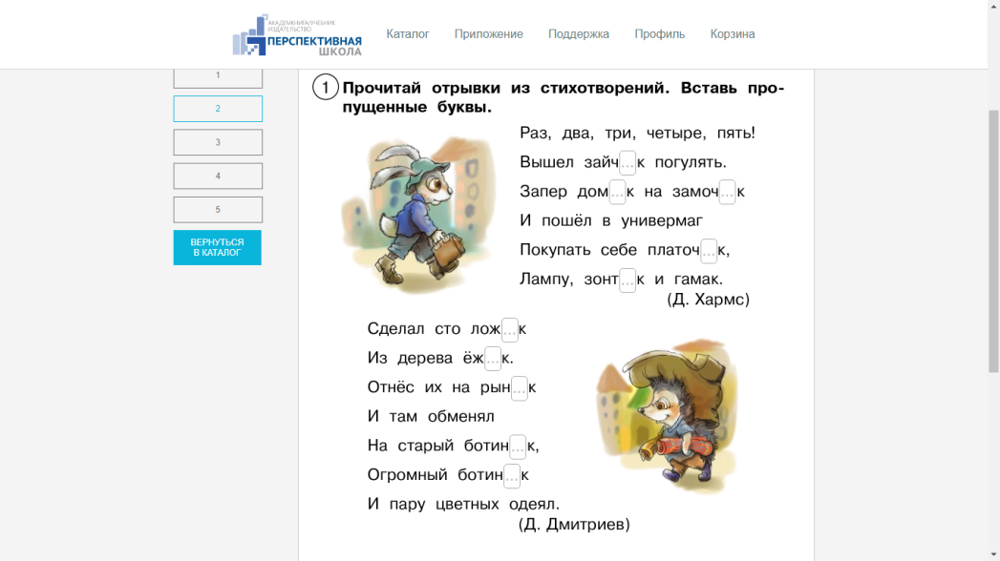 АКАДЕМКНИГА/УЧЕБНИК
ИЗДАТЕЛЬСТВО
ПЕРСПЕКТИВНАЯ
ШКОЛА
Каталог Приложение Поддержка Профиль Корзина
1
2
3
4
5
ВЕРНУТЬСЯ
В КАТАЛОГ
1 Прочитай отрывки из стихотворений. Вставь про-
пущенные буквы.
Раз, два, три, четыре, пять!
Вышел зайч...к погулять.
Запер дом...к на замоч...к
И пошёл в универмаг
Покупать себе платоч...к,
Лампу, зонт...к и гамак.
(Д. Хармс)
Сделал сто лож...к
Из дерева ёж...к.
Отнёс их на рын...к
И там обменял
На старый ботин...к,
Огромный ботин...к
И пару цветных одеял.
(Д. Дмитриев)